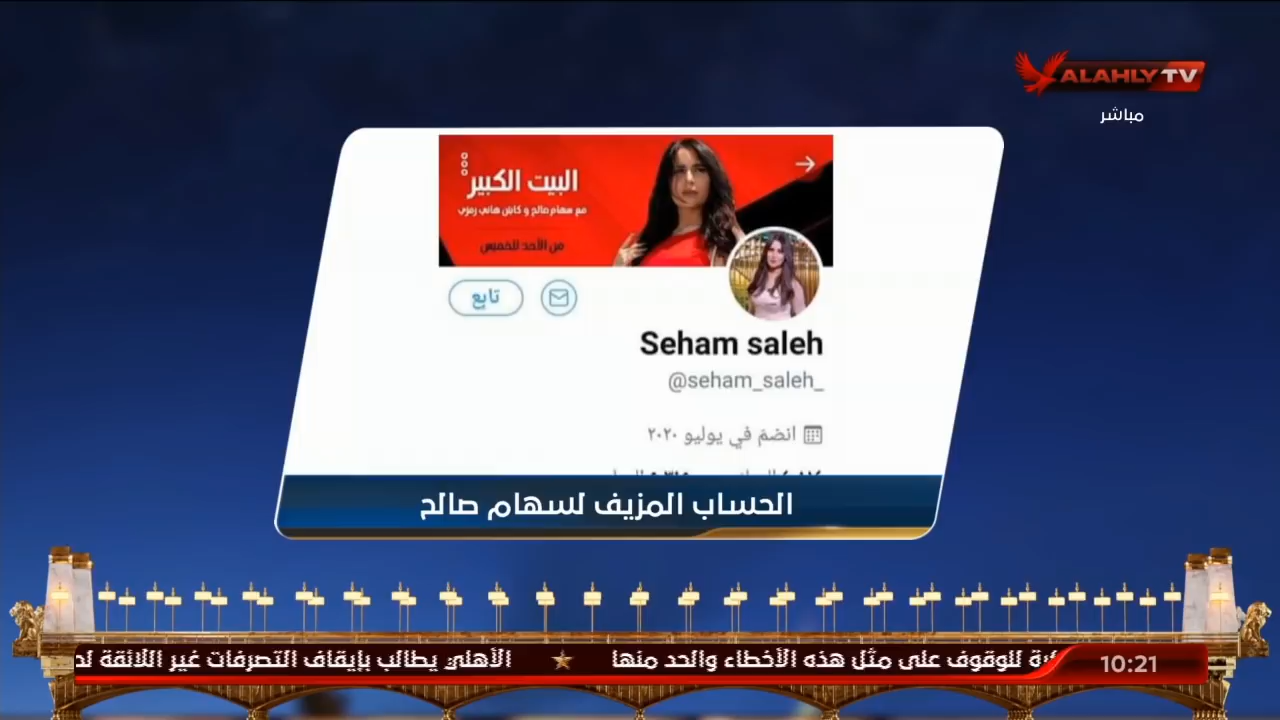 ALAHLY TV
مباشر
البيت الكبير
مع سهام صالح و كابتن هاني رمزي
من الأحد للخميس
تابع
Seham saleh
@seham_saleh_
انضمّ في يوليو ٢٠٢٠
الحساب المزيف لسهام صالح
للوقوف على مثل هذه الأخطاء والحد منها ★ الأهلي يطالب بإيقاف التصرفات غير اللائقة
10:21